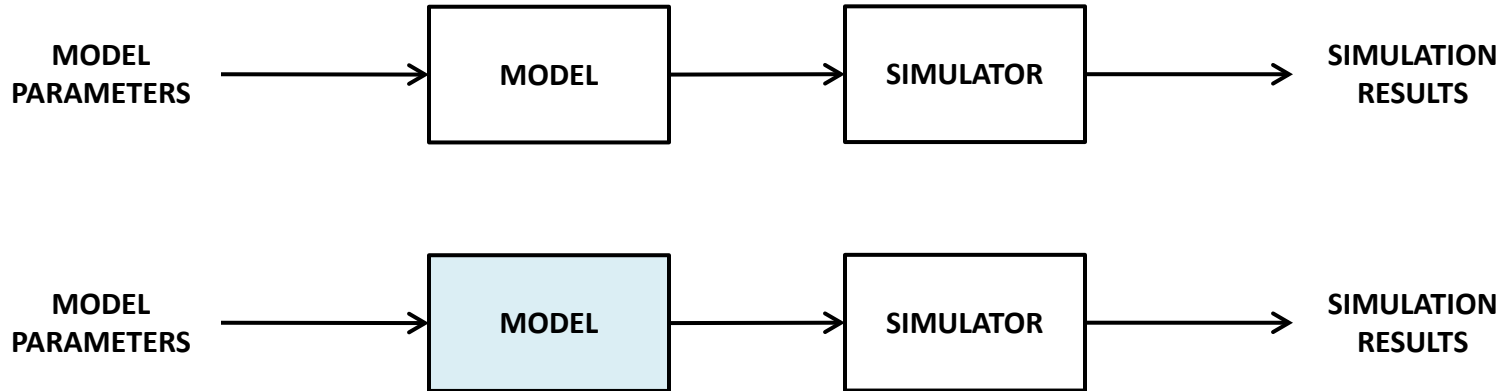 MODEL
PARAMETERS
MODEL
SIMULATOR
SIMULATION
RESULTS
MODEL
PARAMETERS
MODEL
SIMULATOR
SIMULATION
RESULTS